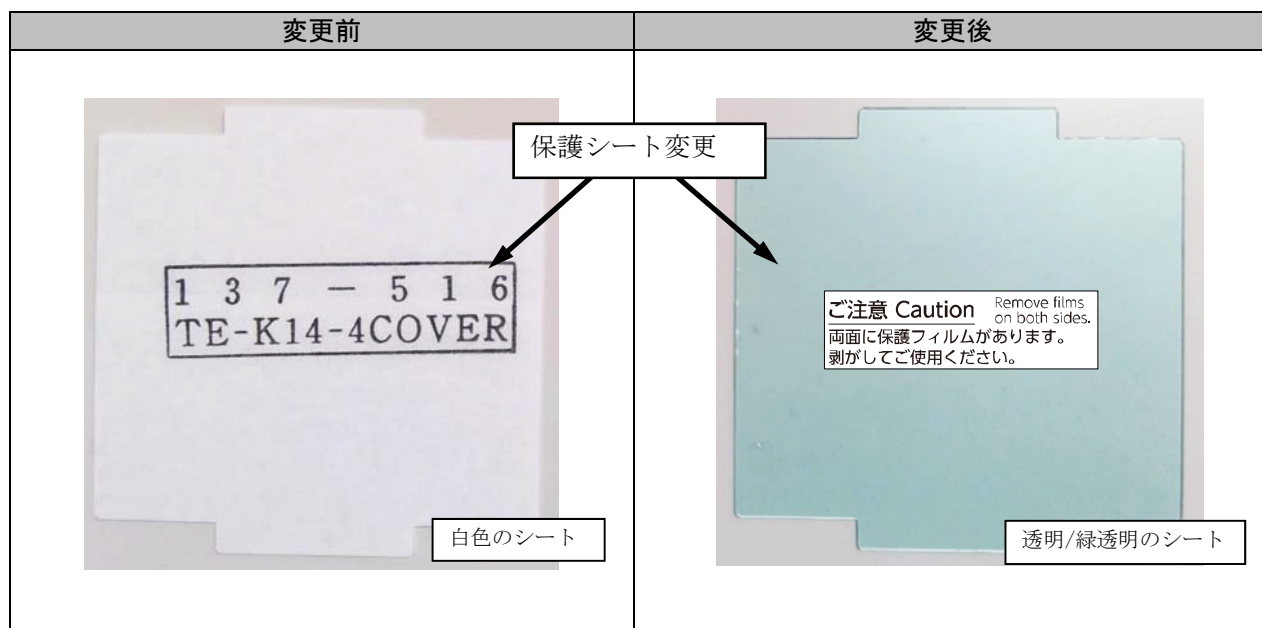 変更前
変更後
保護シート変更
1 3 7 － 5 1 6
TE-K14-4COVER
白色のシート
ご注意 Caution Remove films
on both sides.
両面に保護フィルムがあります。
剥がしてご使用ください。
透明/緑透明のシート